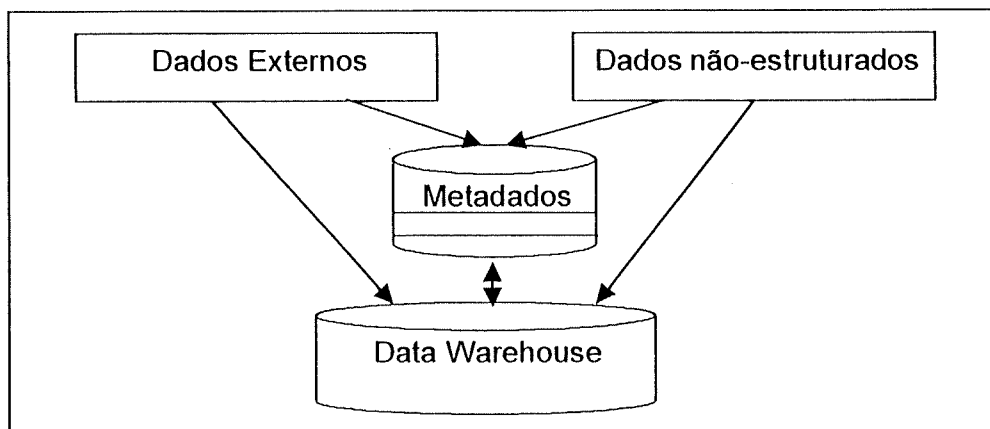 Dados Externos
Dados não-estruturados
Metadados
Data Warehouse